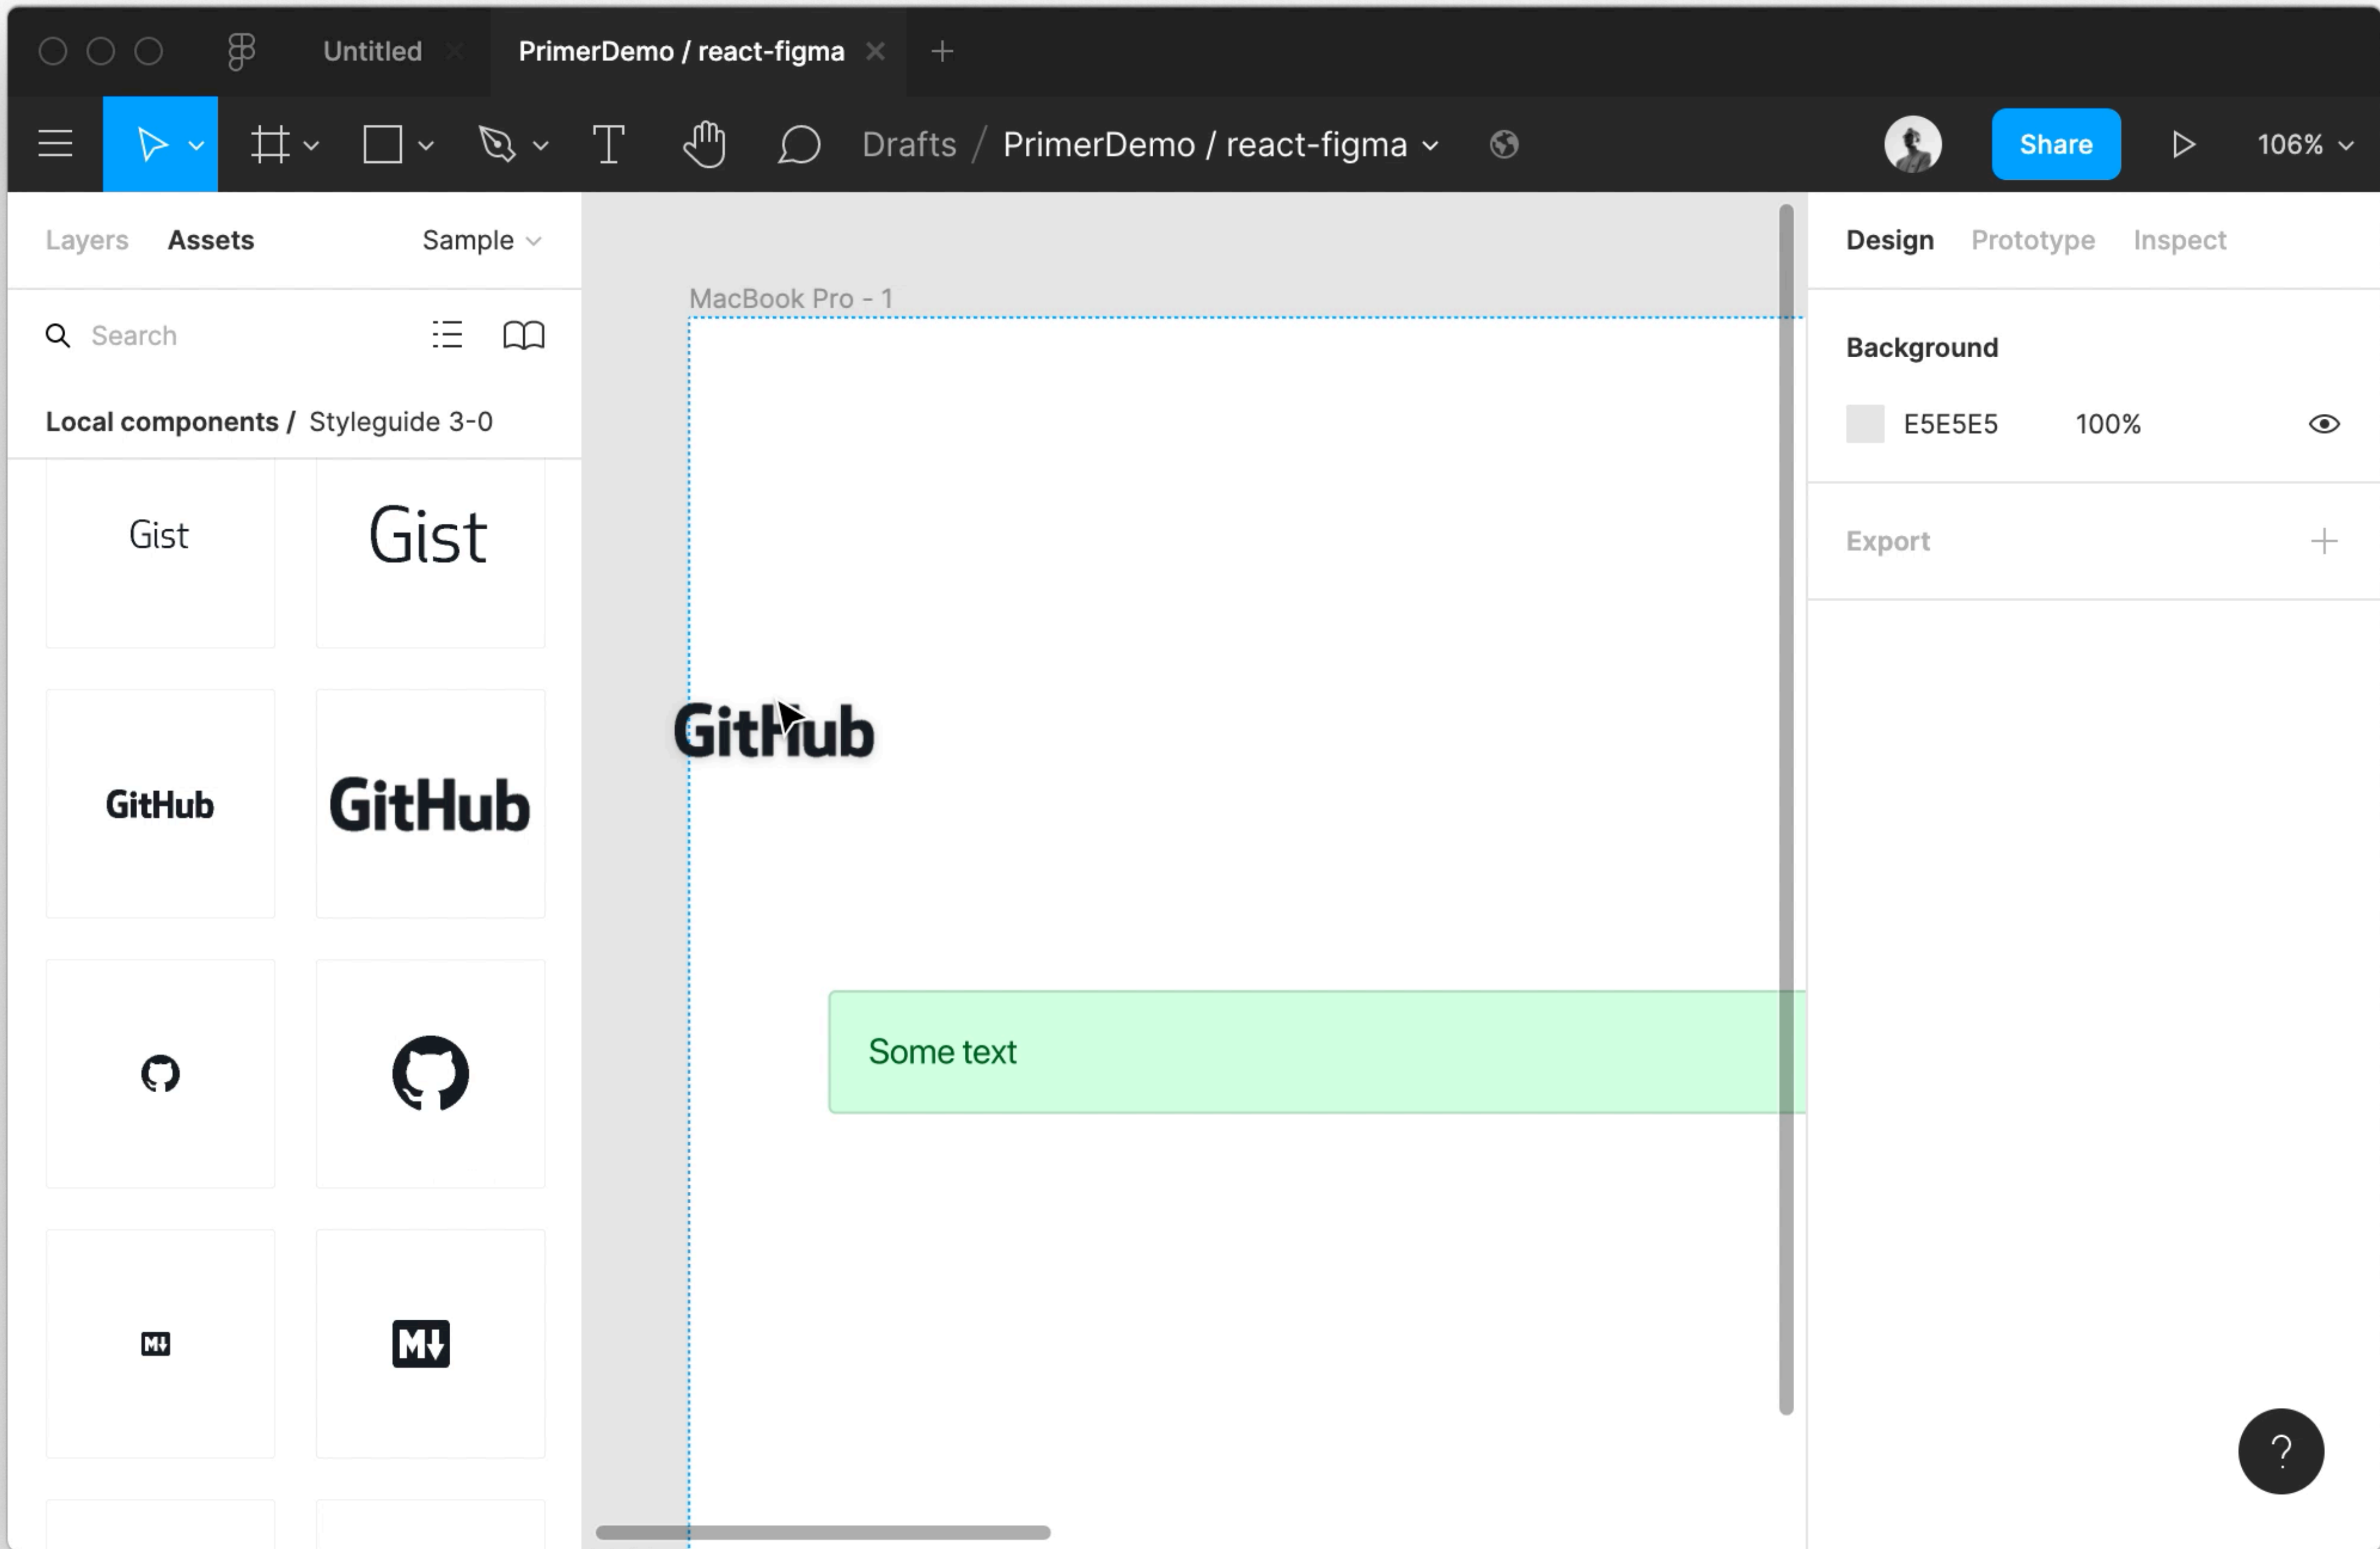 Untitled
PrimerDemo / react-figma
T
Drafts / PrimerDemo / react-figma
Share
106%
Layers
Assets
Sample
Search
Local components / Styleguide 3-0
Gist
Gist
GitHub
GitHub
M
M
MacBook Pro - 1
GitHub
Some text
Design
Prototype
Inspect
Background
E5E5E5
100%
Export
?